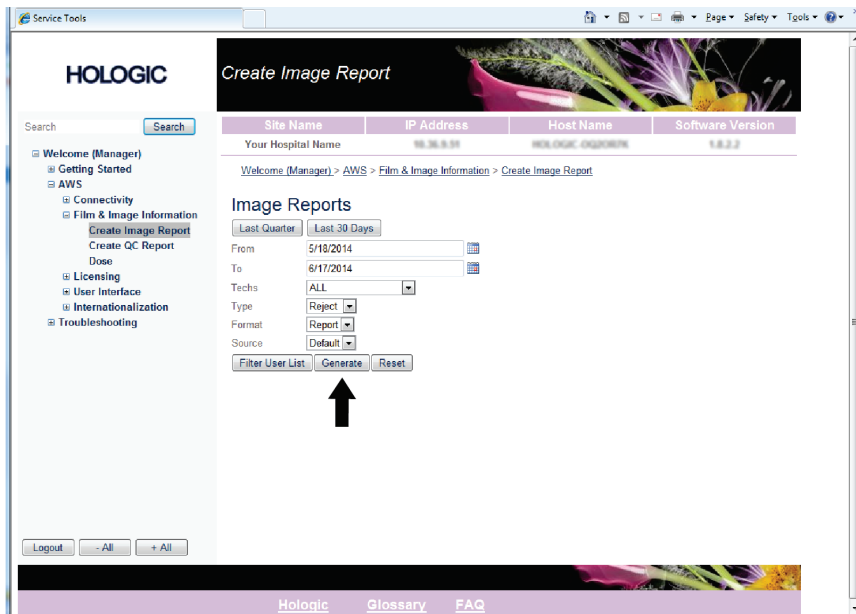 Service Tools
Page Safety Tools
HOLOGIC
Create Image Report
Search Search
Site Name IP Address Host Name Software Version
Your Hospital Name
Welcome (Manager)
Getting Started
AWS
Connectivity
Film & Image Information
Create Image Report
Create QC Report
Dose
Licensing
User Interface
Internationalization
Troubleshooting
Welcome (Manager) > AWS > Film & Image Information > Create Image Report
Image Reports
Last Quarter Last 30 Days
From 5/18/2014
To 6/17/2014
Techs ALL
Type Reject
Format Report
Source Default
Filter User List Generate Reset
Logout - All + All
Hologic Glossary FAQ